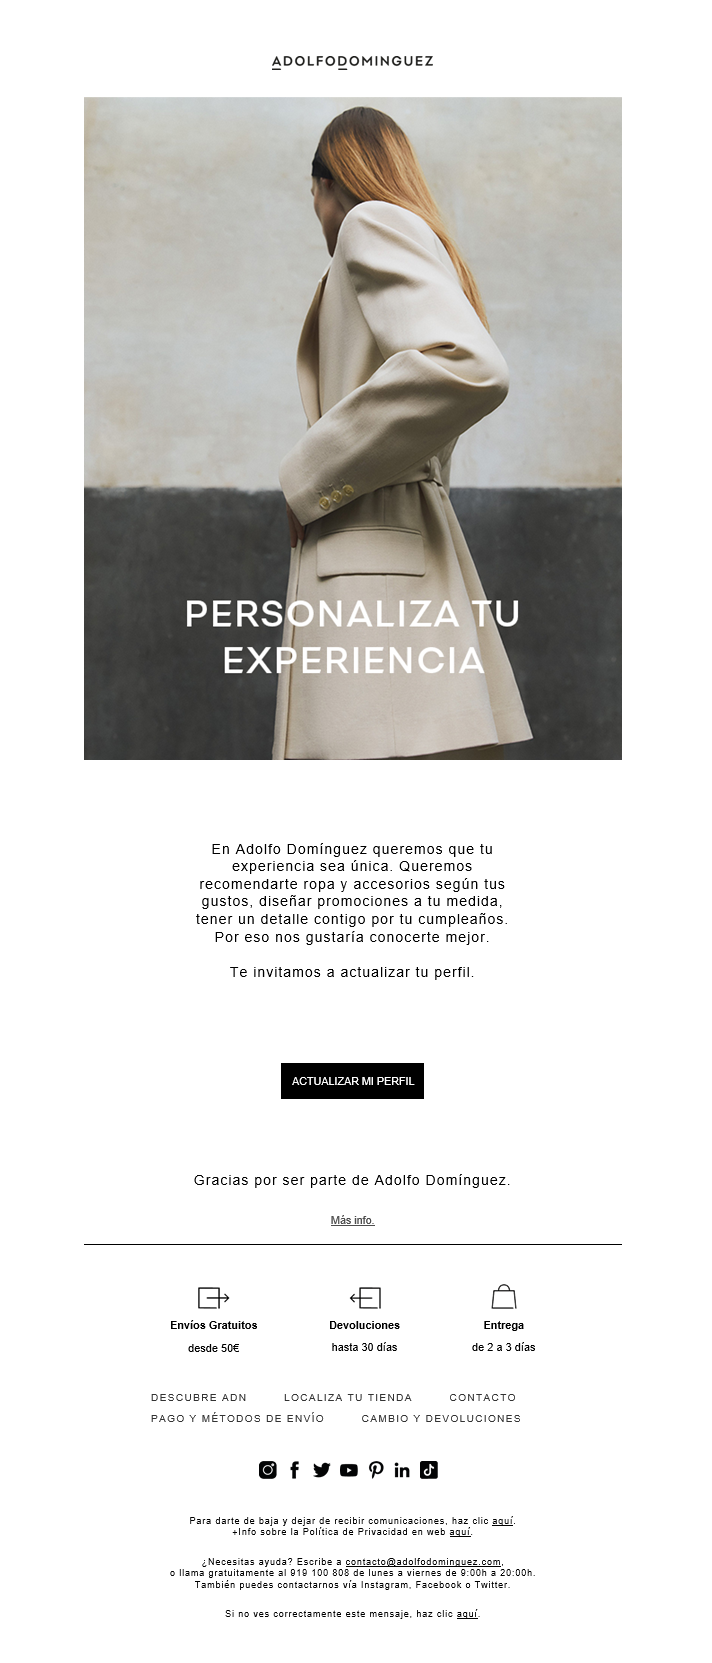 ADOLFODOMINGUEZ
PERSONALIZA TU
EXPERIENCIA
En Adolfo Domínguez queremos que tu
experiencia sea única. Queremos
recomendarte ropa y accesorios según tus
gustos, diseñar promociones a tu medida,
tener un detalle contigo por tu cumpleaños.
Por eso nos gustaría conocerte mejor.
Te invitamos a actualizar tu perfil.
ACTUALIZAR MI PERFIL
Gracias por ser parte de Adolfo Domínguez.
Más info.
Envíos Gratuitos
desde 50€
Devoluciones
hasta 30 días
Entrega
de 2 a 3 días
DESCUBRE ADN LOCALIZA TU TIENDA CONTACTO
PAGO Y MÉTODOS DE ENVÍO CAMBIO Y DEVOLUCIONES
Para darte de baja y dejar de recibir comunicaciones, haz clic aquí.
+Info sobre la Política de Privacidad en web aquí.
¿Necesitas ayuda? Escribe a contacto@adolfodominguez.com,
o llama gratuitamente al 919 100 808 de lunes a viernes de 9:00h a 20:00h.
También puedes contactarnos vía Instagram, Facebook o Twitter.
Si no ves correctamente este mensaje, haz clic aquí.